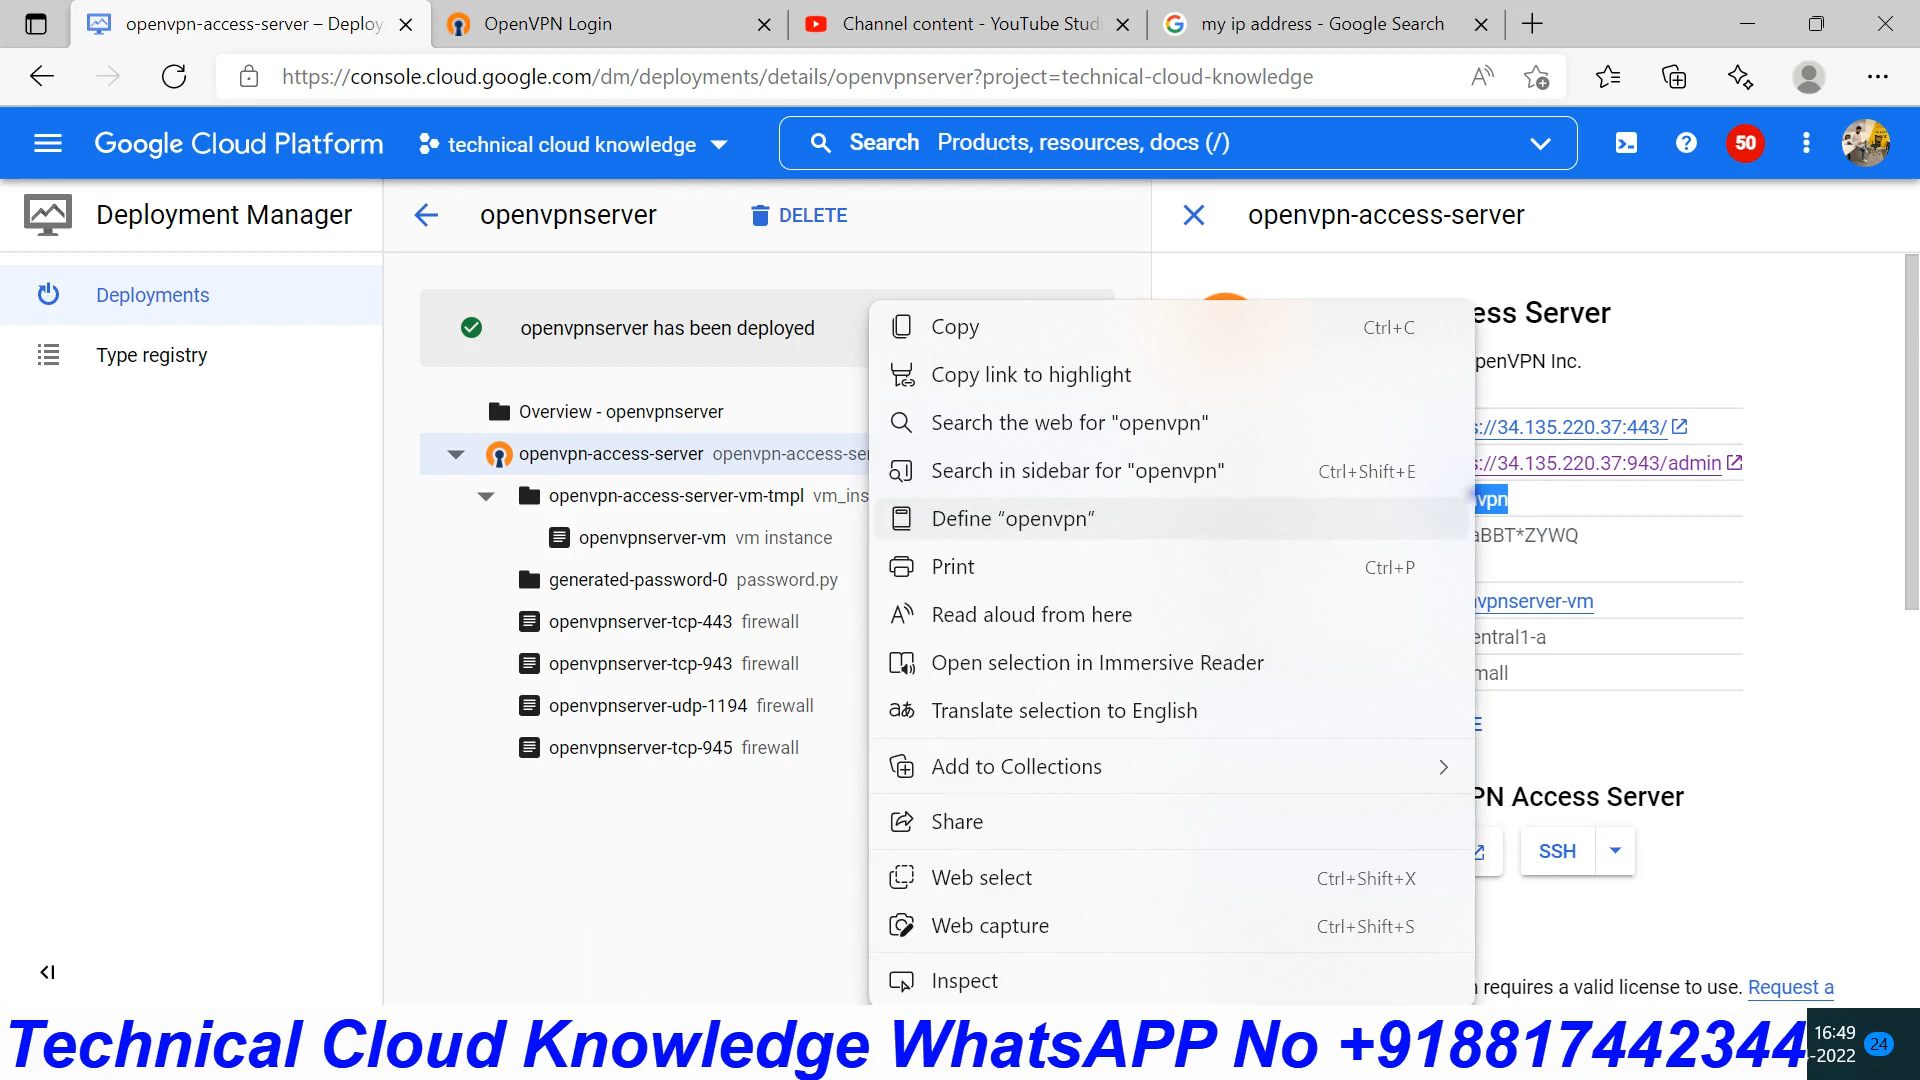 openvpn-access-server – Deploy
OpenVPN Login
Channel content - YouTube Studi
my ip address - Google Search
https://console.cloud.google.com/dm/deployments/details/openvpnserver?project=technical-cloud-knowledge
Google Cloud Platform
technical cloud knowledge
Search Products, resources, docs (/)
50
Deployment Manager
openvpnserver
DELETE
openvpn-access-server
Deployments
Type registry
openvpnserver has been deployed
Overview - openvpnserver
openvpn-access-server openvpn-access-ser
openvpn-access-server-vm-tmpl vm_ins
openvpnserver-vm vm instance
generated-password-0 password.py
openvpnserver-tcp-443 firewall
openvpnserver-tcp-943 firewall
openvpnserver-udp-1194 firewall
openvpnserver-tcp-945 firewall
Copy Ctrl+C
Copy link to highlight
Search the web for "openvpn"
Search in sidebar for "openvpn" Ctrl+Shift+E
Define “openvpn“
Print Ctrl+P
Read aloud from here
Open selection in Immersive Reader
Translate selection to English
Add to Collections
Share
Web select Ctrl+Shift+X
Web capture Ctrl+Shift+S
Inspect
ess Server
penVPN Inc.
s://34.135.220.37:443/
s://34.135.220.37:943/admin
vpn
aBBT*ZYWQ
vpnserver-vm
entral1-a
mall
E
PN Access Server
SSH
requires a valid license to use. Request a
Technical Cloud Knowledge WhatsAPP No +918817442344
16:49
-2022
24